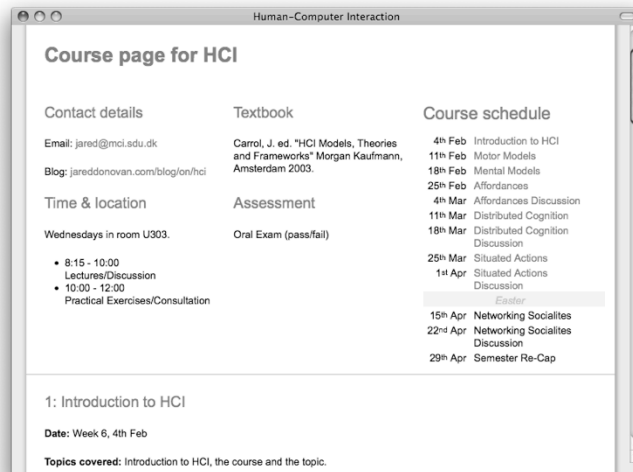 Human-Computer Interaction
Course page for HCI
Contact details
Email: jared@mci.sdu.dk
Blog: jareddonovan.com/blog/on/hci
Time & location
Wednesdays in room U303.
• 8:15 - 10:00
Lectures/Discussion
• 10:00 - 12:00
Practical Exercises/Consultation
Textbook
Carrol, J. ed. "HCI Models, Theories
and Frameworks" Morgan Kaufmann,
Amsterdam 2003.
Assessment
Oral Exam (pass/fail)
Course schedule
4th Feb Introduction to HCI
11th Feb Motor Models
18th Feb Mental Models
25th Feb Affordances
4th Mar Affordances Discussion
11th Mar Distributed Cognition
18th Mar Distributed Cognition
Discussion
25th Mar Situated Actions
1st Apr Situated Actions
Discussion
Easter
15th Apr Networking Socialites
22nd Apr Networking Socialites
Discussion
29th Apr Semester Re-Cap
1: Introduction to HCI
Date: Week 6, 4th Feb
Topics covered: Introduction to HCI, the course and the topic.